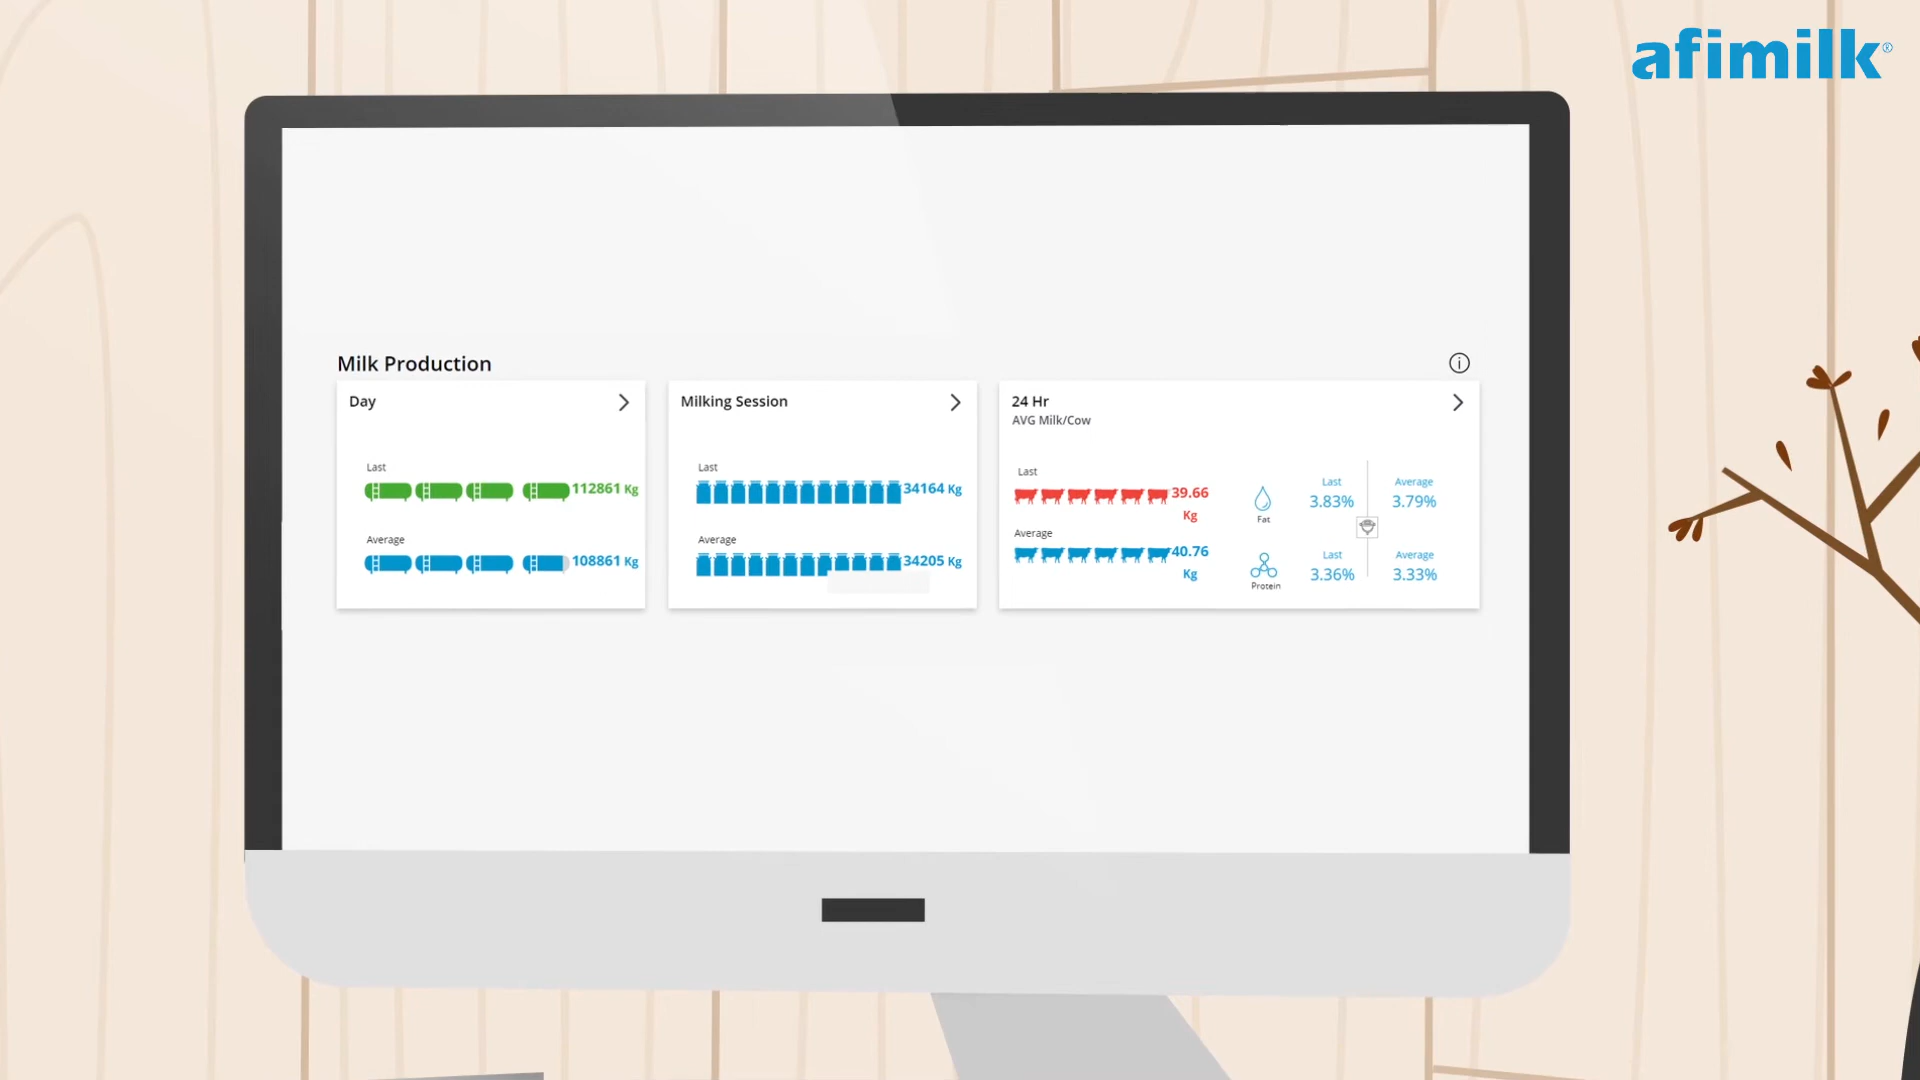 afimilk®
Milk Production
Day
Last
112861 Kg
Average
108861 Kg
Milking Session
Last
34164 Kg
Average
34205 Kg
24 Hr
AVG Milk/Cow
Last
39.66
Kg
Average
40.76
Kg
Fat
Last
3.83%
Average
3.79%
Protein
Last
3.36%
Average
3.33%